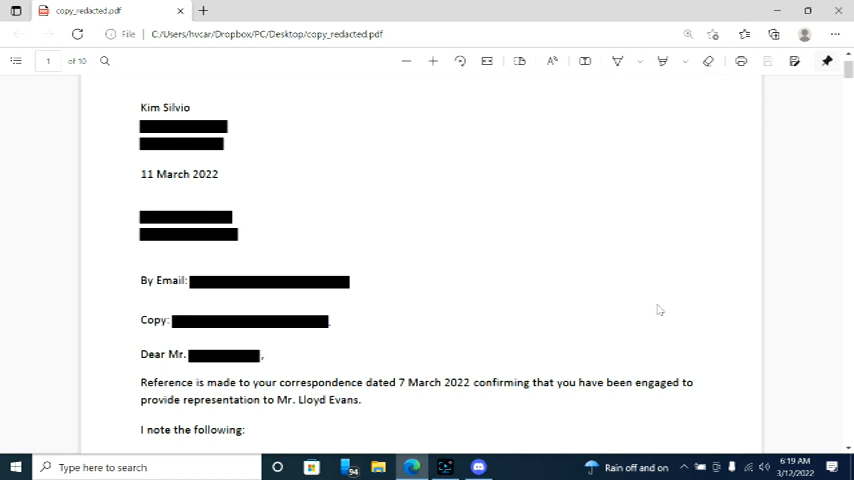 copy_redacted.pdf
File
C:/Users/hvcar/Dropbox/PC/Desktop/copy_redacted.pdf
1 of 10
Kim Silvio
11 March 2022
By Email:
Copy:
Dear Mr. ,
Reference is made to your correspondence dated 7 March 2022 confirming that you have been engaged to
provide representation to Mr. Lloyd Evans.
I note the following:
Type here to search
94
Rain off and on
6:19 AM
3/12/2022